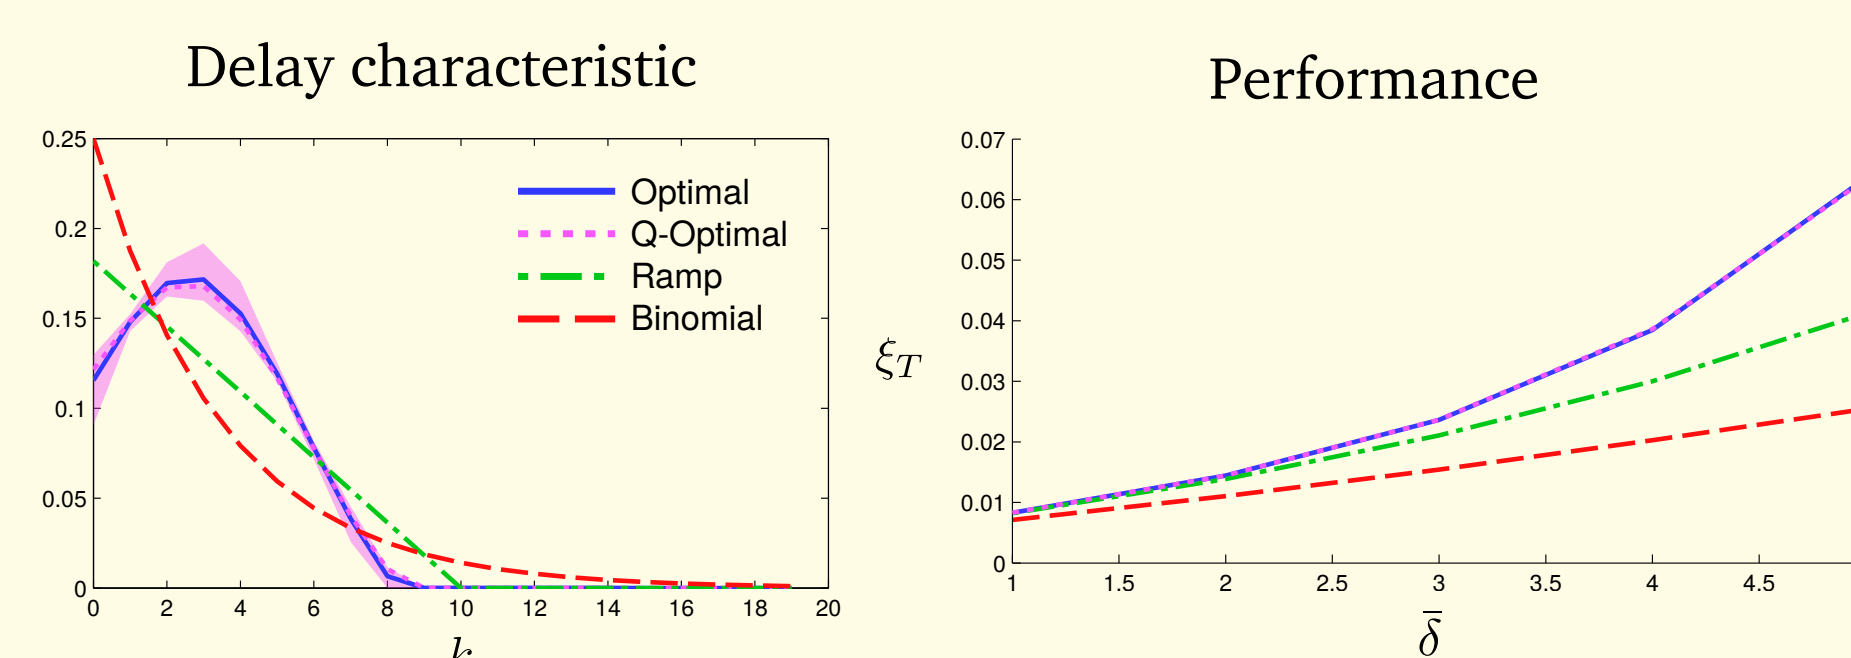 Delay characteristic
0.25
0.2
0.15
0.1
0.05
0
0 2 4 6 8 10 12 14 16 18 20
k
Optimal
Q-Optimal
Ramp
Binomial
Performance
0.07
0.06
0.05
0.04
0.03
0.02
0.01
0
ξT
1 1.5 2 2.5 3 3.5 4 4.5
δ̄